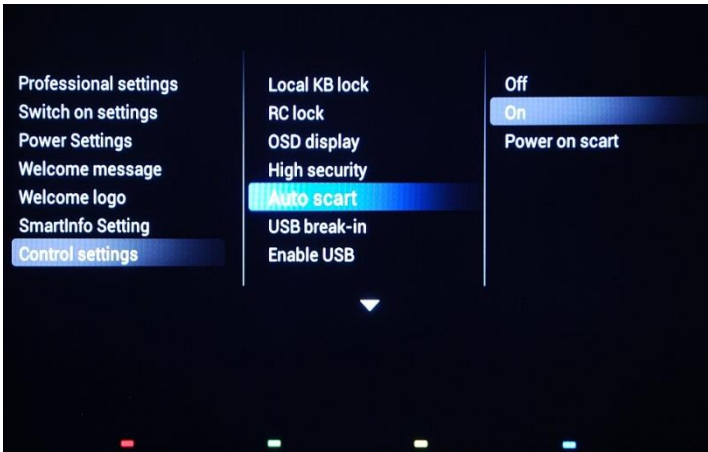 Professional settings
Switch on settings
Power Settings
Welcome message
Welcome logo
SmartInfo Setting
Control settings
Local KB lock
RC lock
OSD display
High security
Auto scart
USB break-in
Enable USB
Off
On
Power on scart